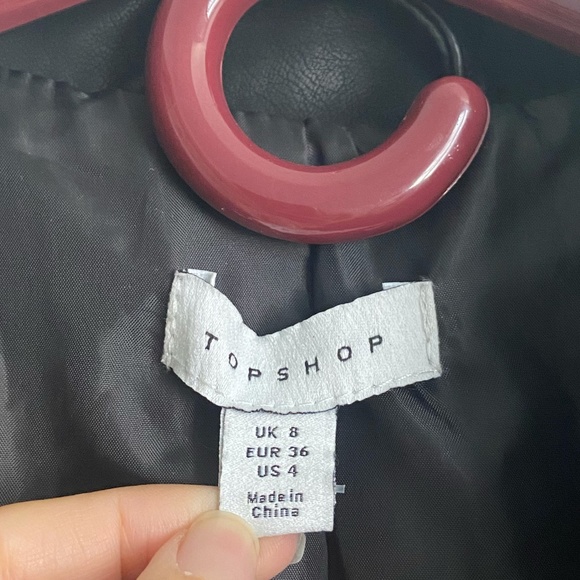 TOPSHOP
UK 8
EUR 36
US 4
Made in
China